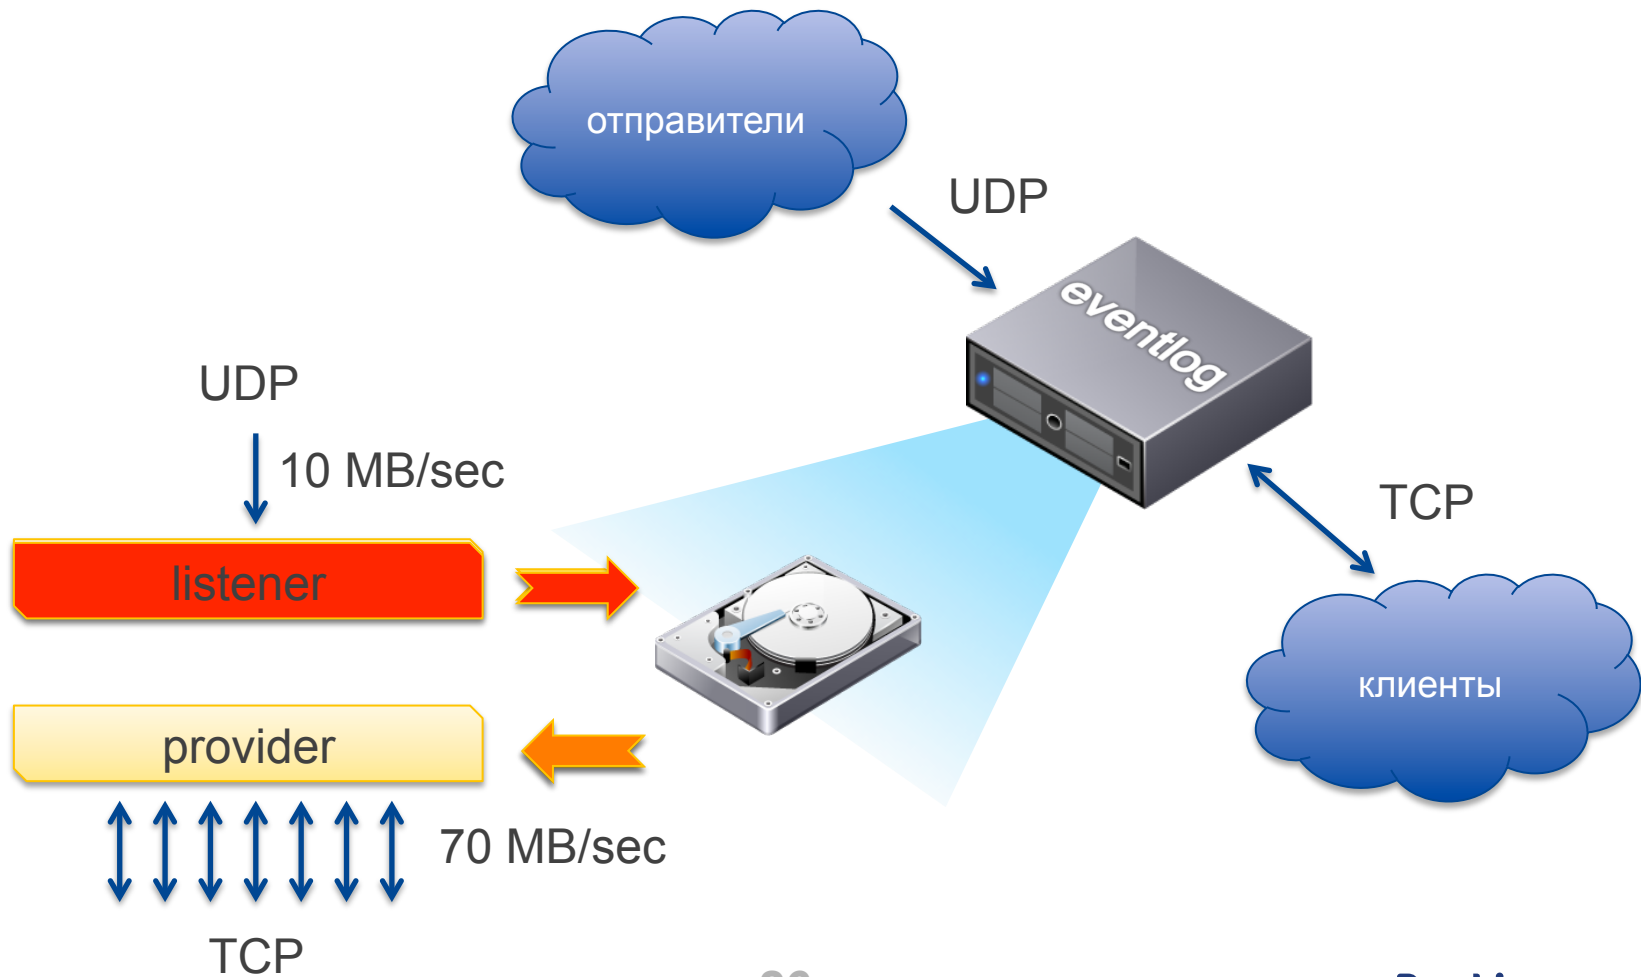 отправители
UDP
eventlog
UDP
10 MB/sec
TCP
listener
клиенты
provider
70 MB/sec
TCP